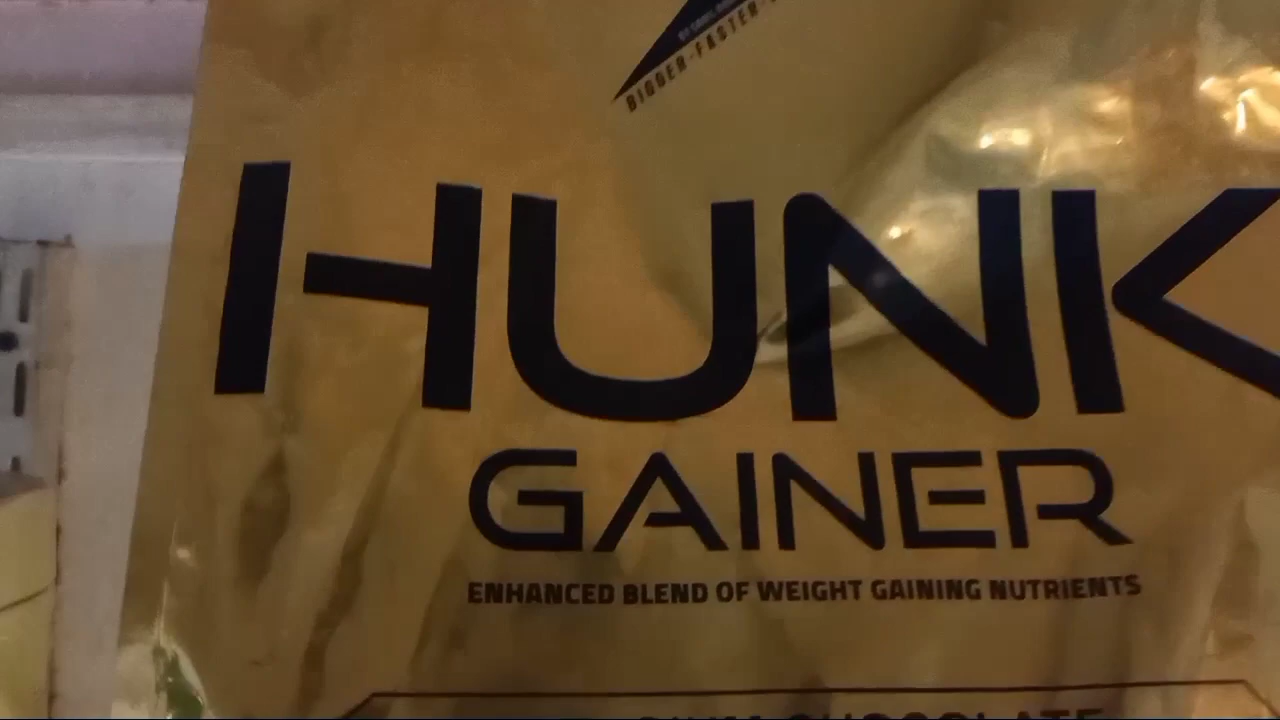 BIGGER-FASTER-
HUNK
GAINER
ENHANCED BLEND OF WEIGHT GAINING NUTRIENTS
CHOCOLATE